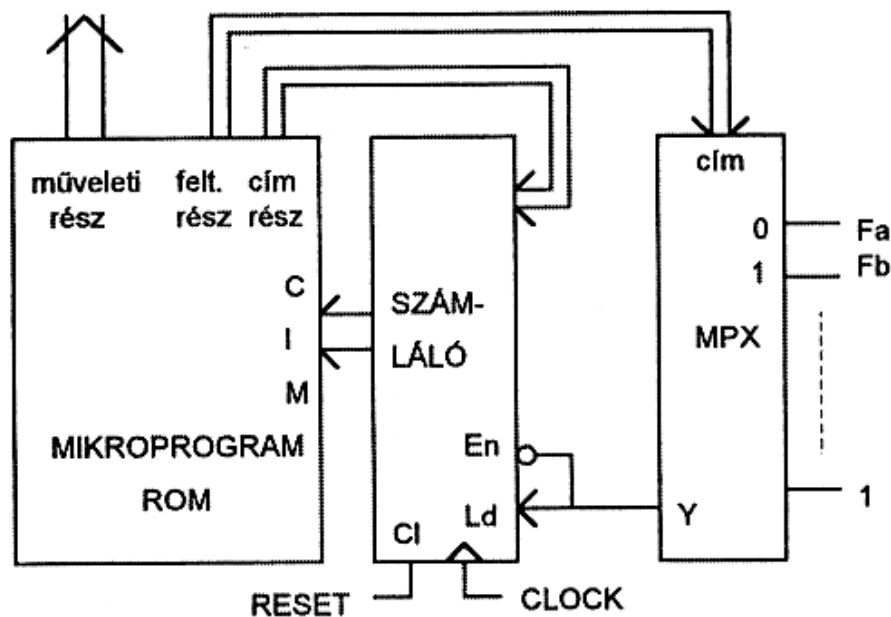 műveleti
rész
felt.
rész
cím
rész
C
I
M
MIKROPROGRAM
ROM
SZÁM-
LÁLÓ
En
Ld
Cl
RESET
CLOCK
cím
0
1
MPX
Y
Fa
Fb
1